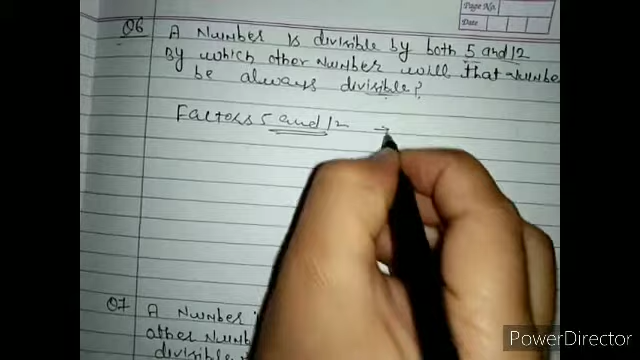 Page No.
Date
Q6 A Number is divisible by both 5 and 12
By which other number will that number
be always divisible?
Factors 5 and 12 →
Q7 A Number
other Numb
divisible
PowerDirector